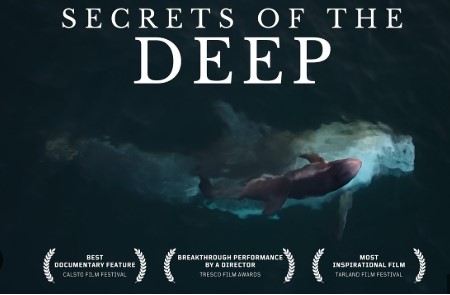 SECRETS OF THE
DEEP
BEST
DOCUMENTARY FEATURE
CALSTO FILM FESTIVAL
BREAKTHROUGH PERFORMANCE
BY A DIRECTOR
TRESCO FILM AWARDS
MOST
INSPIRATIONAL FILM
TARLAND FILM FESTIVAL